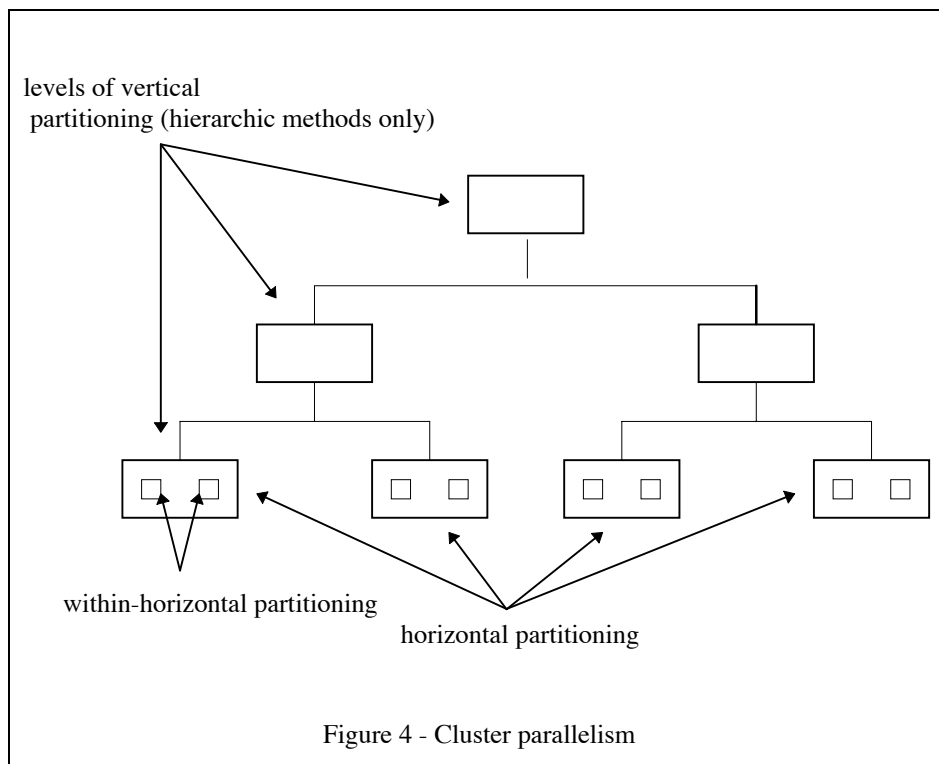 levels of vertical
partitioning (hierarchic methods only)
within-horizontal partitioning
horizontal partitioning
Figure 4 - Cluster parallelism